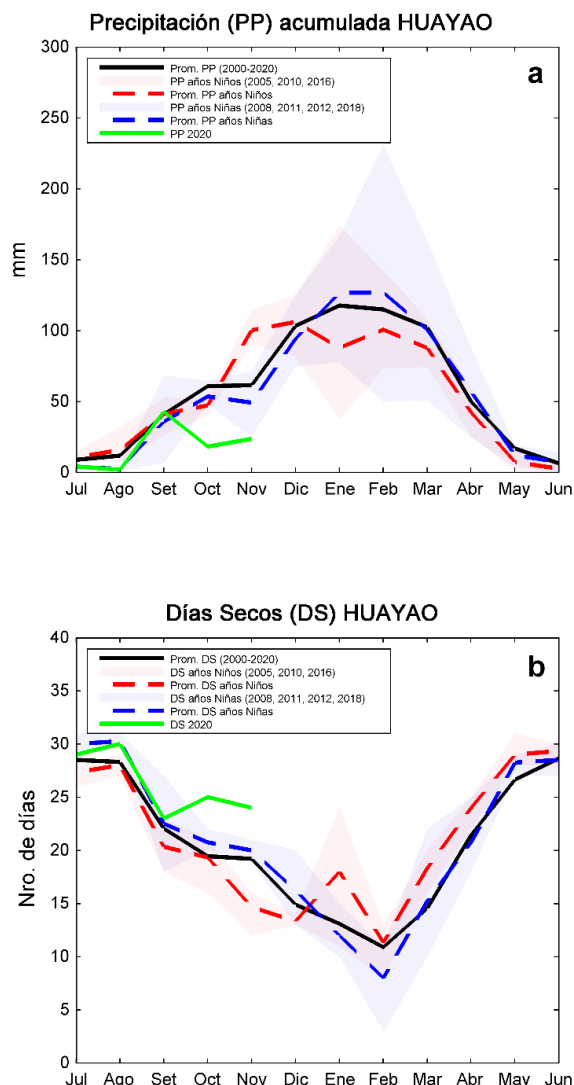 Precipitación (PP) acumulada HUAYAO
300
250
200
150
100
50
0
mm
Prom. PP (2000-2020)
PP años Niños (2005, 2010, 2016)
Prom. PP años Niños
PP años Niñas (2008, 2011, 2012, 2018)
Prom. PP años Niñas
PP 2020
a
Jul Ago Set Oct Nov Dic Ene Feb Mar Abr May Jun
Días Secos (DS) HUAYAO
40
35
30
25
20
15
10
5
0
Nro. de días
Prom. DS (2000-2020)
DS años Niños (2005, 2010, 2016)
Prom. DS años Niños
DS años Niñas (2008, 2011, 2012, 2018)
Prom. DS años Niñas
DS 2020
b
Jul Ago Set Oct Nov Dic Ene Feb Mar Abr May Jun